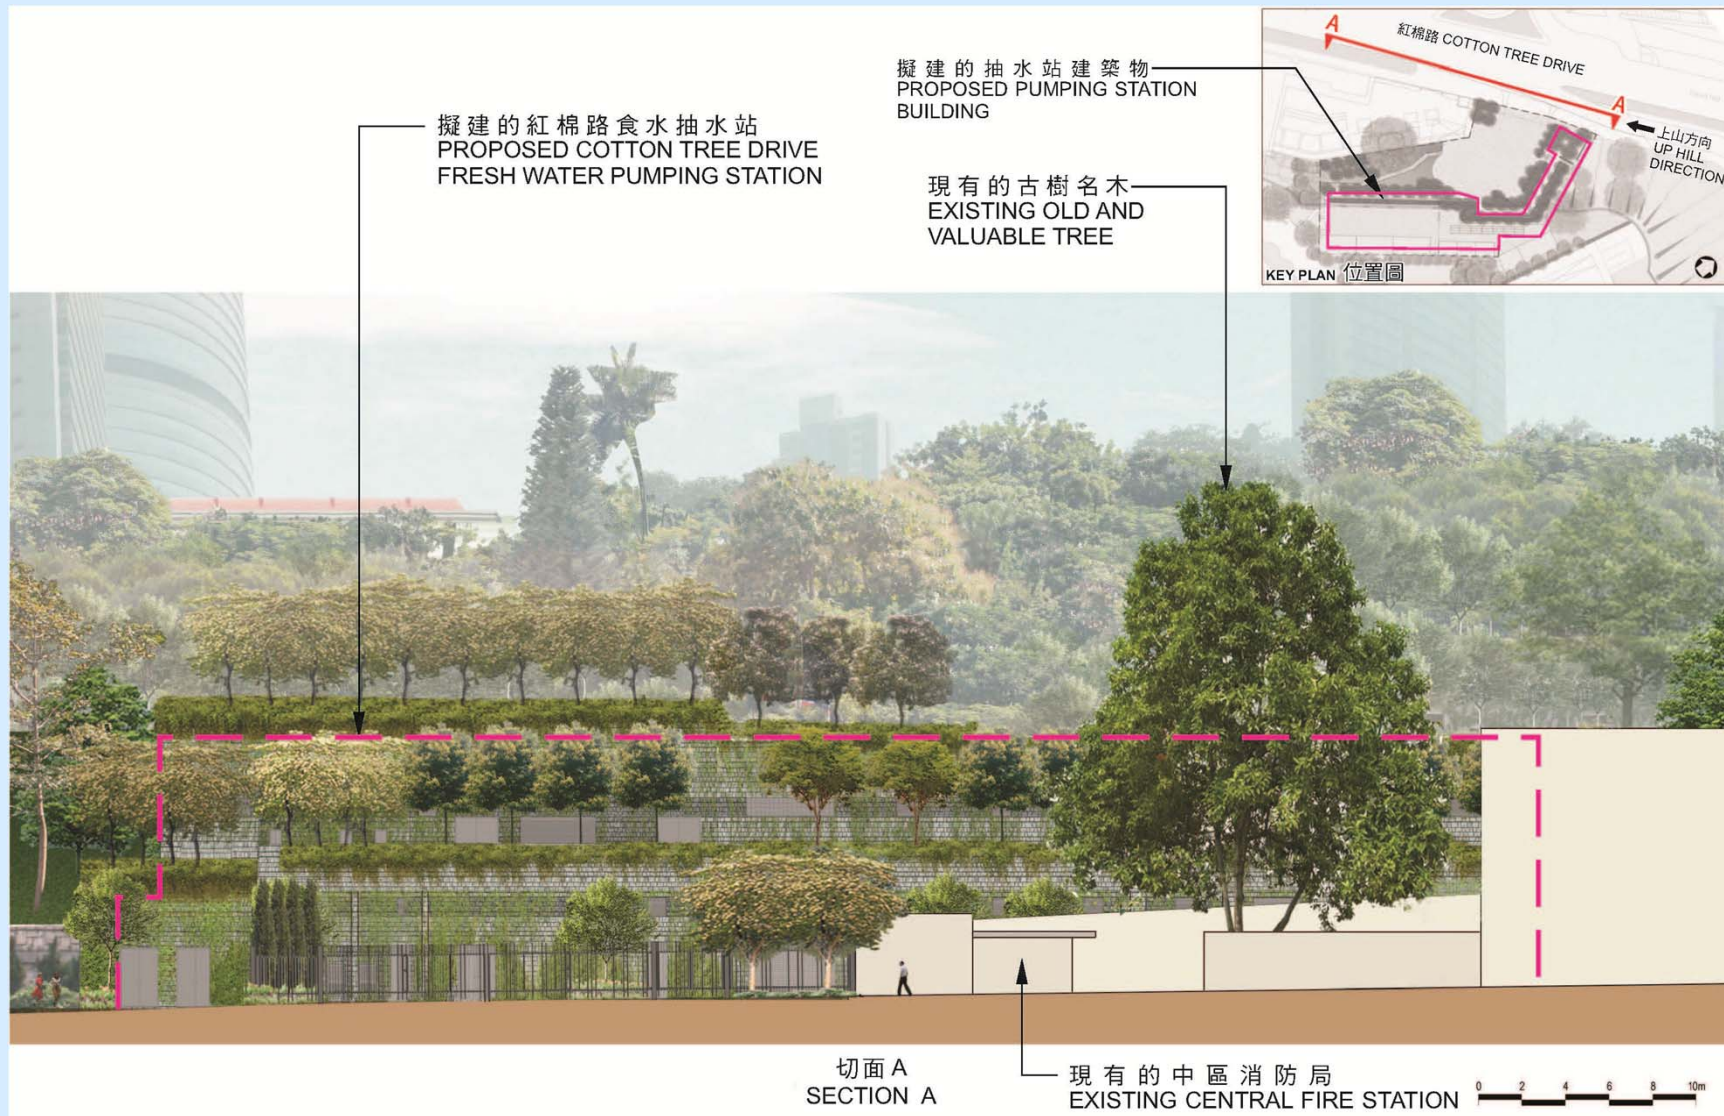 擬建的紅棉路食水抽水站
PROPOSED COTTON TREE DRIVE
FRESH WATER PUMPING STATION
擬建的抽水站建築物
PROPOSED PUMPING STATION
BUILDING
現有的古樹名木
EXISTING OLD AND
VALUABLE TREE
A
紅棉路 COTTON TREE DRIVE
A
上山方向
UP HILL
DIRECTION
KEY PLAN 位置圖
切面 A
SECTION A
現有的中區消防局
EXISTING CENTRAL FIRE STATION
0 2 4 6 8 10m